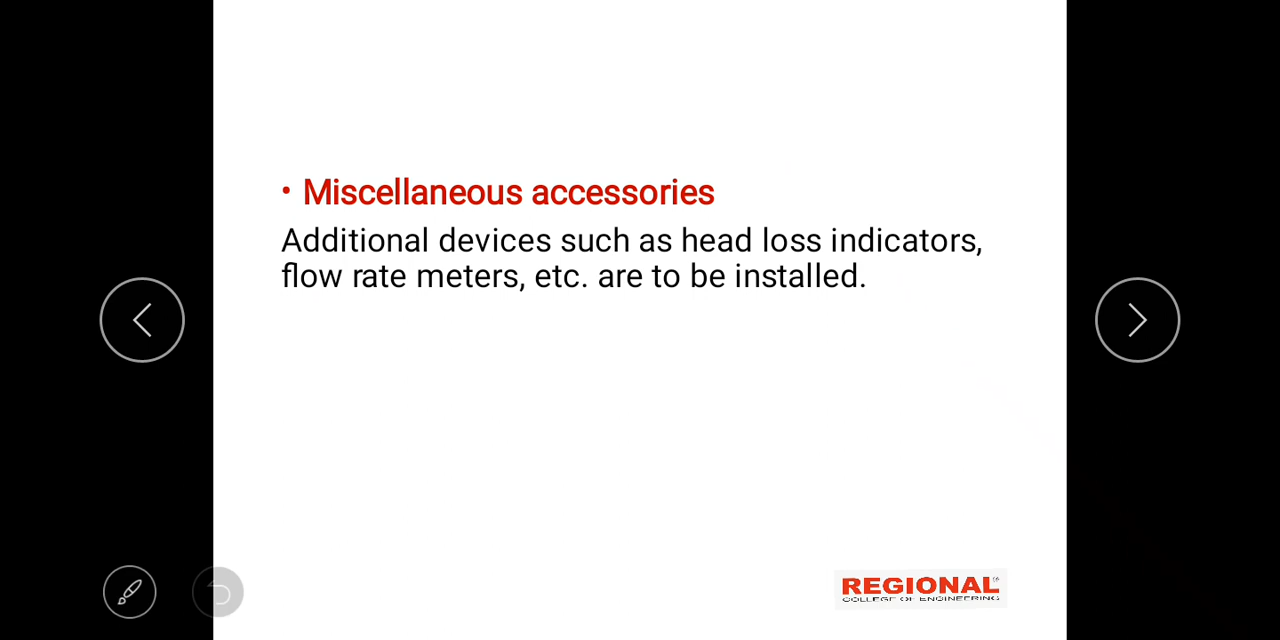 • Miscellaneous accessories
Additional devices such as head loss indicators,
flow rate meters, etc. are to be installed.
REGIONAL
COLLEGE OF ENGINEERING